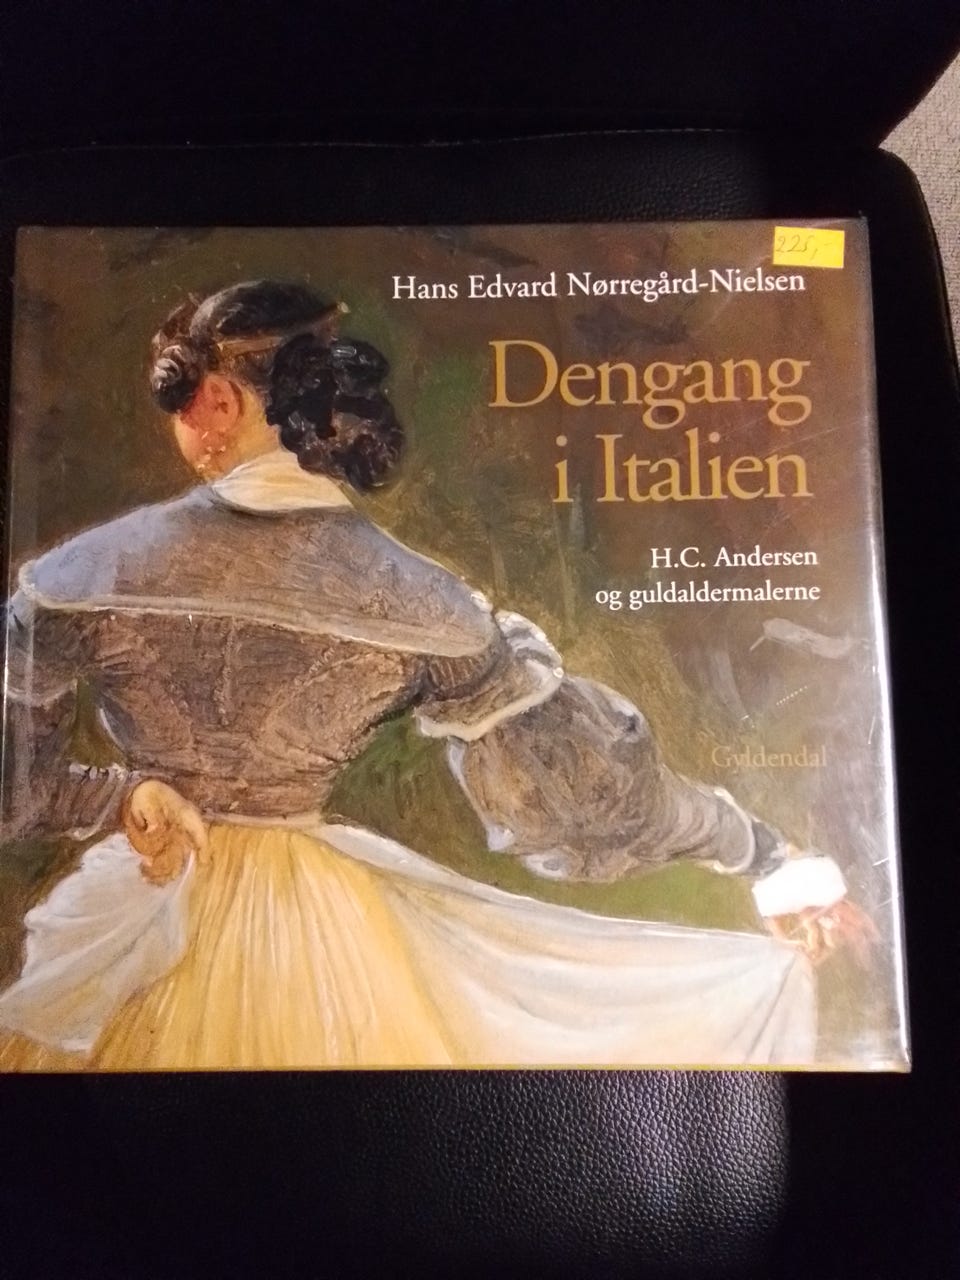 225,-
Hans Edvard Nørregård-Nielsen
Dengang
i Italien
H.C. Andersen
og guldaldermalerne
Gyldendal